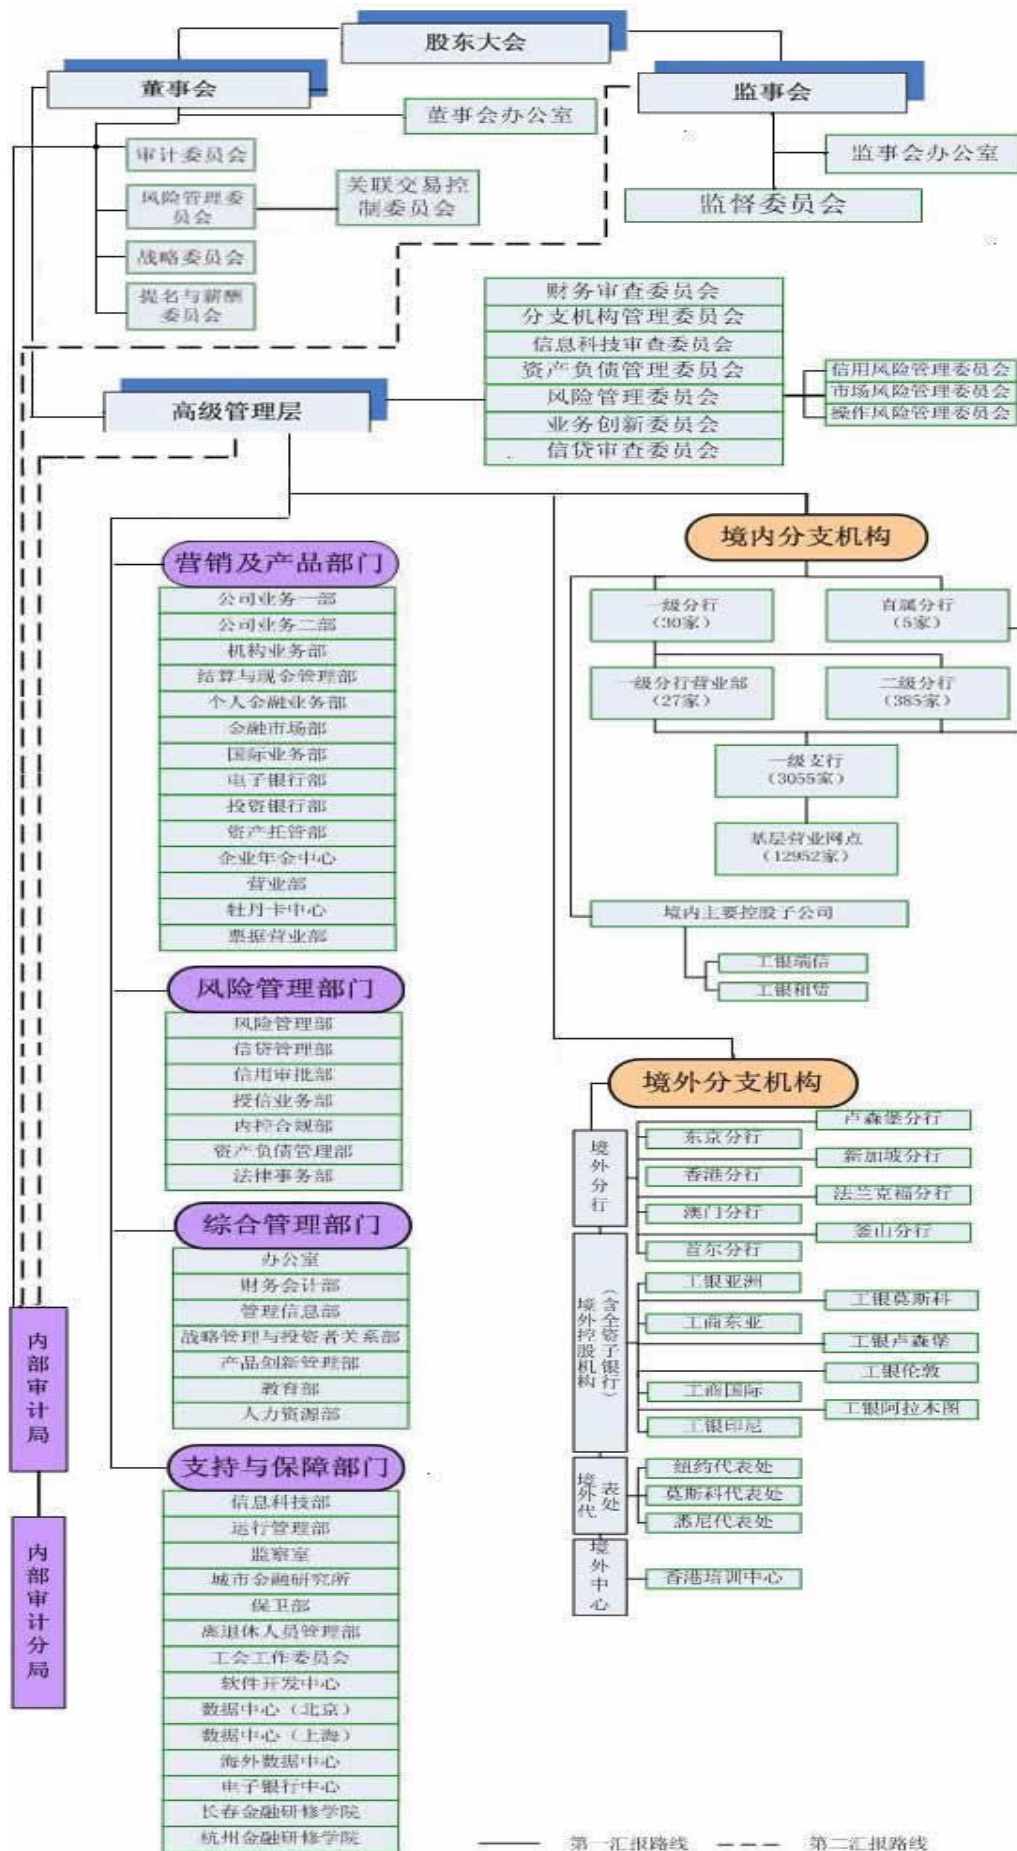 股东大会
董事会
监事会
董事会办公室
监事会办公室
监督委员会
审计委员会
风险管理委
员会
关联交易控
制委员会
战略委员会
提名与薪酬
委员会
财务审查委员会
分支机构管理委员会
信息科技审查委员会
资产负债管理委员会
风险管理委员会
业务创新委员会
信贷审查委员会
信用风险管理委员会
市场风险管理委员会
操作风险管理委员会
高级管理层
营销及产品部门
公司业务一部
公司业务二部
机构业务部
结算与现金管理部
个人金融业务部
金融市场部
国际业务部
电子银行部
投资银行部
资产托管部
企业年金中心
营业部
牡丹卡中心
票据营业部
风险管理部门
风险管理部
信贷管理部
信用审批部
授信业务部
内控合规部
资产负债管理部
法律事务部
综合管理部门
办公室
财务会计部
管理信息部
战略管理与投资者关系部
产品创新管理部
教育部
人力资源部
支持与保障部门
信息科技部
运行管理部
监察室
城市金融研究所
保卫部
离退休人员管理部
工会工作委员会
软件开发中心
数据中心（北京）
数据中心（上海）
海外数据中心
电子银行中心
长春金融研修学院
杭州金融研修学院
内部审计局
内部审计分局
境内分支机构
一级分行
（30家）
直属分行
（5家）
一级分行营业部
（27家）
二级分行
（385家）
一级支行
（3055家）
基层营业网点
（12952家）
境内主要控股子公司
工银瑞信
工银租赁
境外分支机构
境外分行
卢森堡分行
东京分行
新加坡分行
香港分行
法兰克福分行
澳门分行
釜山分行
首尔分行
境外控股机构
（含全资子银行）
工银亚洲
工银莫斯科
工商东亚
工银卢森堡
工银伦敦
工商国际
工银阿拉木图
工银印尼
境外代表处
纽约代表处
莫斯科代表处
悉尼代表处
境外中心
香港培训中心
第一汇报路线
第二汇报路线